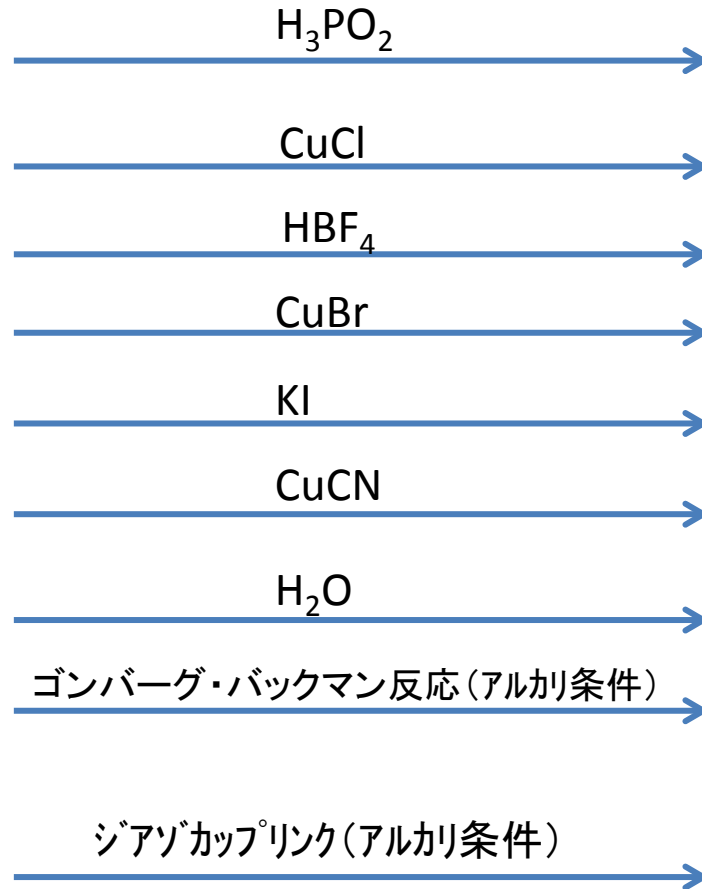 H₃PO₂
CuCl
HBF₄
CuBr
KI
CuCN
H₂O
ゴンバーグ・バックマン反応(アルカリ条件)
ジアゾカップリンク(アルカリ条件)